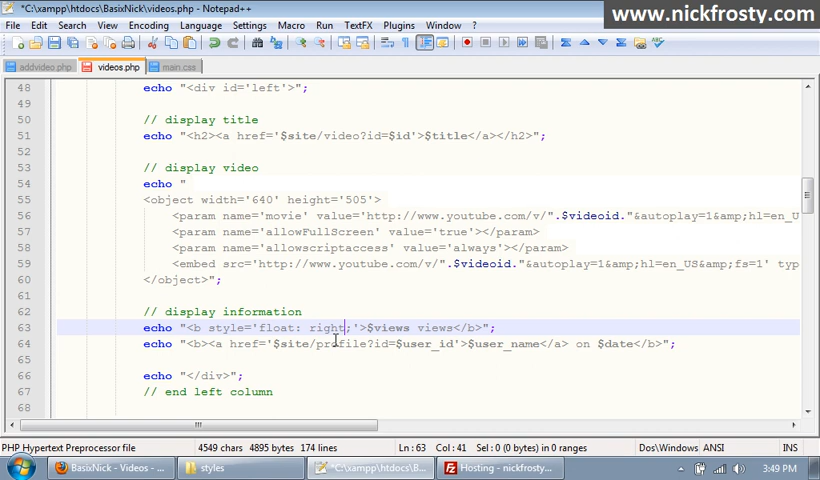 *C:\xampp\htdocs\BasixNick\videos.php - Notepad++
www.nickfrosty.com
File Edit Search View Encoding Language Settings Macro Run TextFX Plugins Window ?
addvideo.php videos.php main.css
48 echo "<div id='left'>";
49
50 // display title
51 echo "<h2><a href='$site/video?id=$id'>$title</a></h2>";
52
53 // display video
54 echo "
55 <object width='640' height='505'>
56 <param name='movie' value='http://www.youtube.com/v/".$videoid."&autoplay=1&amp;hl=en_U
57 <param name='allowFullScreen' value='true'></param>
58 <param name='allowscriptaccess' value='always'></param>
59 <embed src='http://www.youtube.com/v/".$videoid."&autoplay=1&amp;hl=en_US&amp;fs=1' typ
60 </object>";
61
62 // display information
63 echo "<b style='float: right;'>$views views</b>";
64 echo "<b><a href='$site/profile?id=$user_id'>$user_name</a> on $date</b>";
65
66 echo "</div>";
67 // end left column
68
PHP Hypertext Preprocessor file 4549 chars 4895 bytes 174 lines Ln : 63 Col : 41 Sel : 0 (0 bytes) in 0 ranges Dos\Windows ANSI INS
BasixNick - Videos - ... styles *C:\xampp\htdocs\B... Hosting - nickfrosty... 3:49 PM